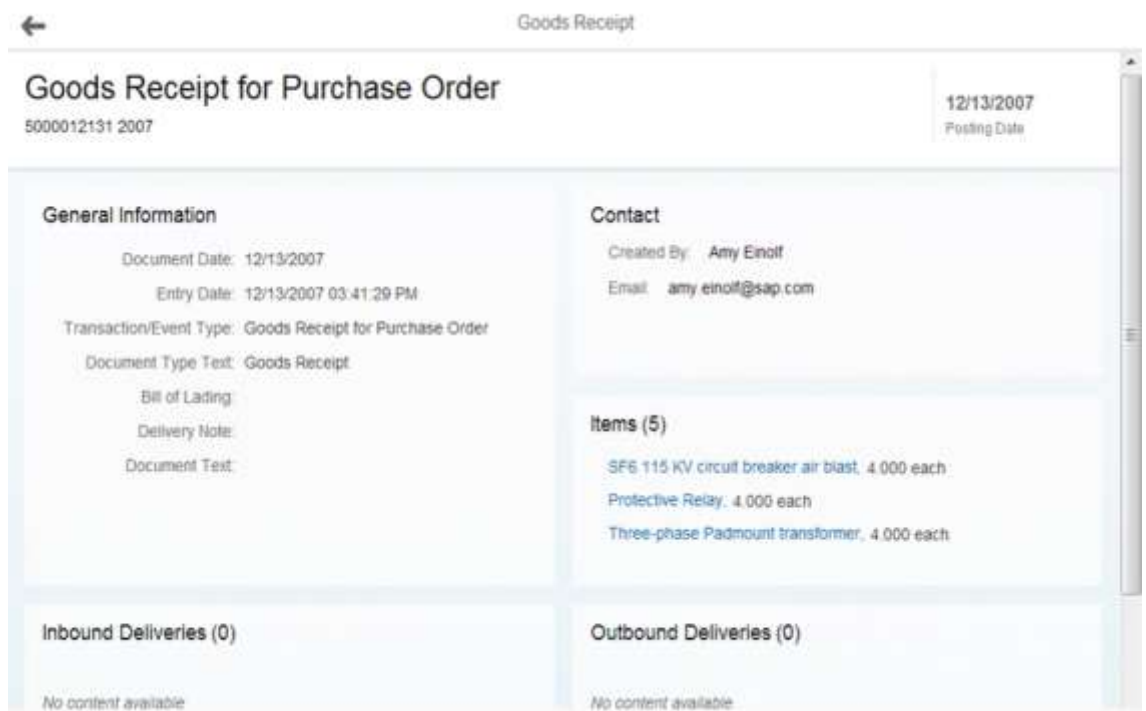 Goods Receipt
Goods Receipt for Purchase Order
5000012131 2007
12/13/2007
Posting Date
General Information
Document Date: 12/13/2007
Entry Date: 12/13/2007 03:41:29 PM
Transaction/Event Type: Goods Receipt for Purchase Order
Document Type Text: Goods Receipt
Bill of Lading:
Delivery Note:
Document Text:
Contact
Created By: Amy Einolf
Email: amy.einolf@sap.com
Items (5)
SF6 115 KV circuit breaker air blast, 4.000 each
Protective Relay, 4.000 each
Three-phase Padmount transformer, 4.000 each
Inbound Deliveries (0)
No content available
Outbound Deliveries (0)
No content available